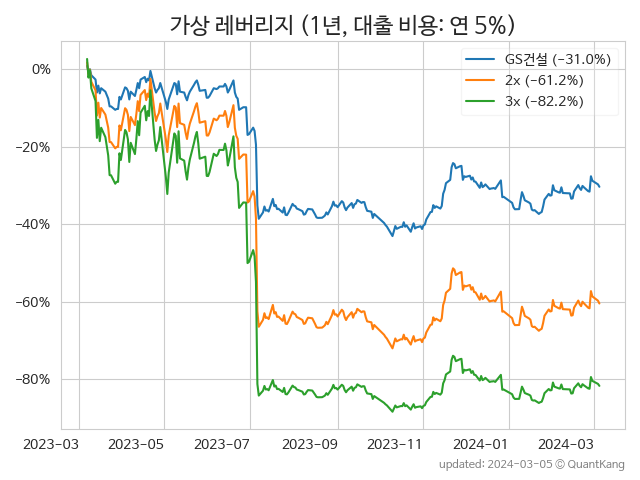 가상 레버리지 (1년, 대출 비용: 연 5%)
GS건설 (−31.0%)
2x (−61.2%)
3x (−82.2%)
0%
−20%
−40%
−60%
−80%
2023-03 2023-05 2023-07 2023-09 2023-11 2024-01 2024-03
updated: 2024-03-05 © QuantKang